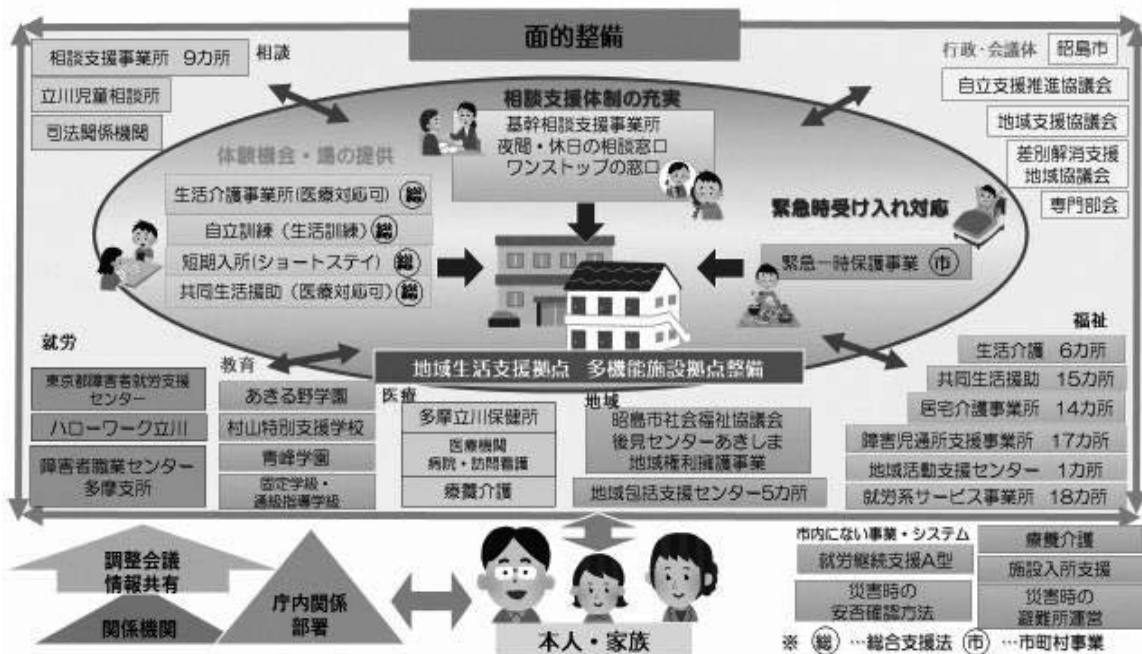 面的整備
相談支援事業所 9カ所
相談
立川児童相談所
司法関係機関
行政・会議体
昭島市
自立支援推進協議会
地域支援協議会
差別解消支援
地域協議会
専門部会
相談支援体制の充実
基幹相談支援事業所
夜間・休日の相談窓口
ワンストップの窓口
体験機会・場の提供
生活介護事業所(医療対応可) 総
自立訓練(生活訓練) 総
短期入所(ショートステイ) 総
共同生活援助(医療対応可) 総
緊急時受け入れ対応
緊急一時保護事業 市
地域生活支援拠点 多機能施設拠点整備
就労
東京都障害者就労支援
センター
ハローワーク立川
障害者職業センター
多摩支所
教育
あきる野学園
村山特別支援学校
青峰学園
固定学級・
通級指導学級
医療
多摩立川保健所
医療機関
病院・訪問看護
療養介護
地域
昭島市社会福祉協議会
後見センターあきしま
地域権利擁護事業
地域包括支援センター5カ所
福祉
生活介護 6カ所
共同生活援助 15カ所
居宅介護事業所 14カ所
障害児通所支援事業所 17カ所
地域活動支援センター 1カ所
就労系サービス事業所 18カ所
調整会議
情報共有
関係機関
庁内関係
部署
本人・家族
市内にない事業・システム
就労継続支援A型
災害時の
安否確認方法
療養介護
施設入所支援
災害時の
避難所運営
※ 総 …総合支援法 市 …市町村事業